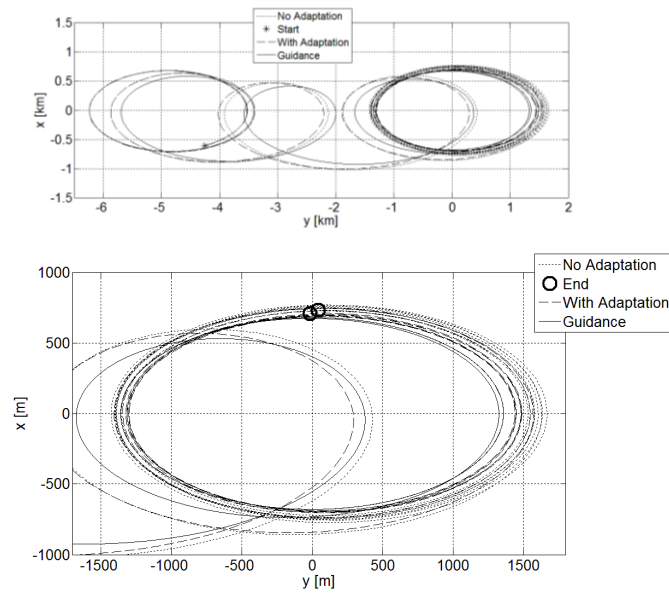 No Adaptation
Start
With Adaptation
Guidance
1.5
1
0.5
0
-0.5
-1
-1.5
x [km]
-6 -5 -4 -3 -2 -1 0 1 2
y [km]
No Adaptation
End
With Adaptation
Guidance
1000
500
0
-500
-1000
x [m]
-1500 -1000 -500 0 500 1000 1500
y [m]